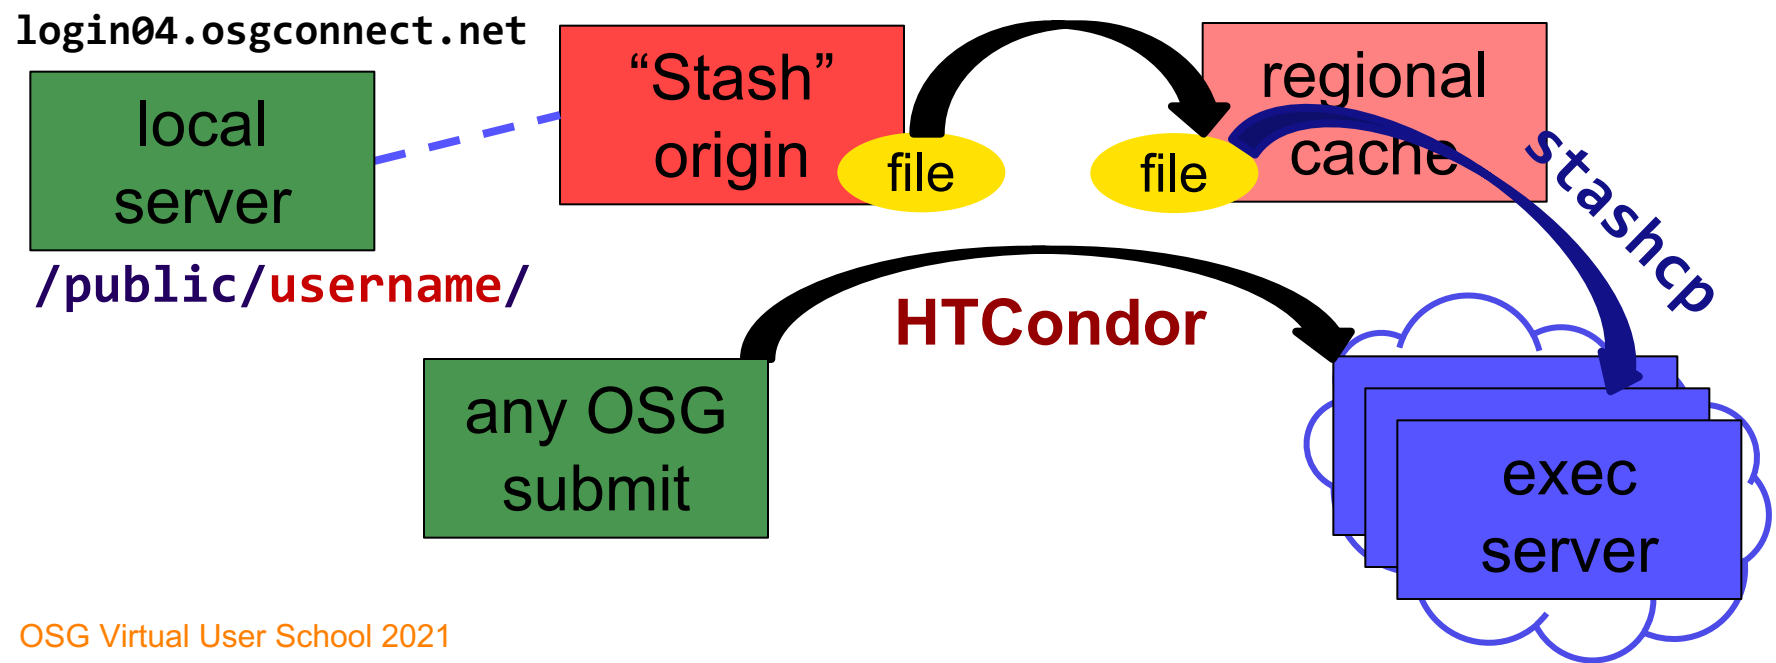 login04.osgconnect.net
local
server
/public/username/
“Stash”
origin
file
file
regional
cache
stashcp
HTCondor
any OSG
submit
exec
server
OSG Virtual User School 2021